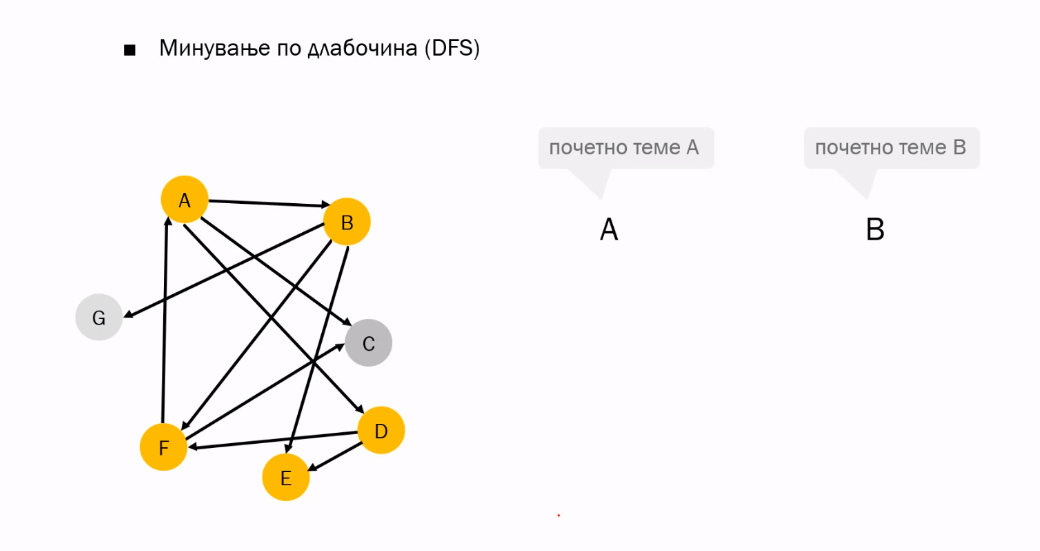 Минување по длабочина (DFS)
почетно теме A
почетно теме B
A
B
A
B
G
C
D
F
E